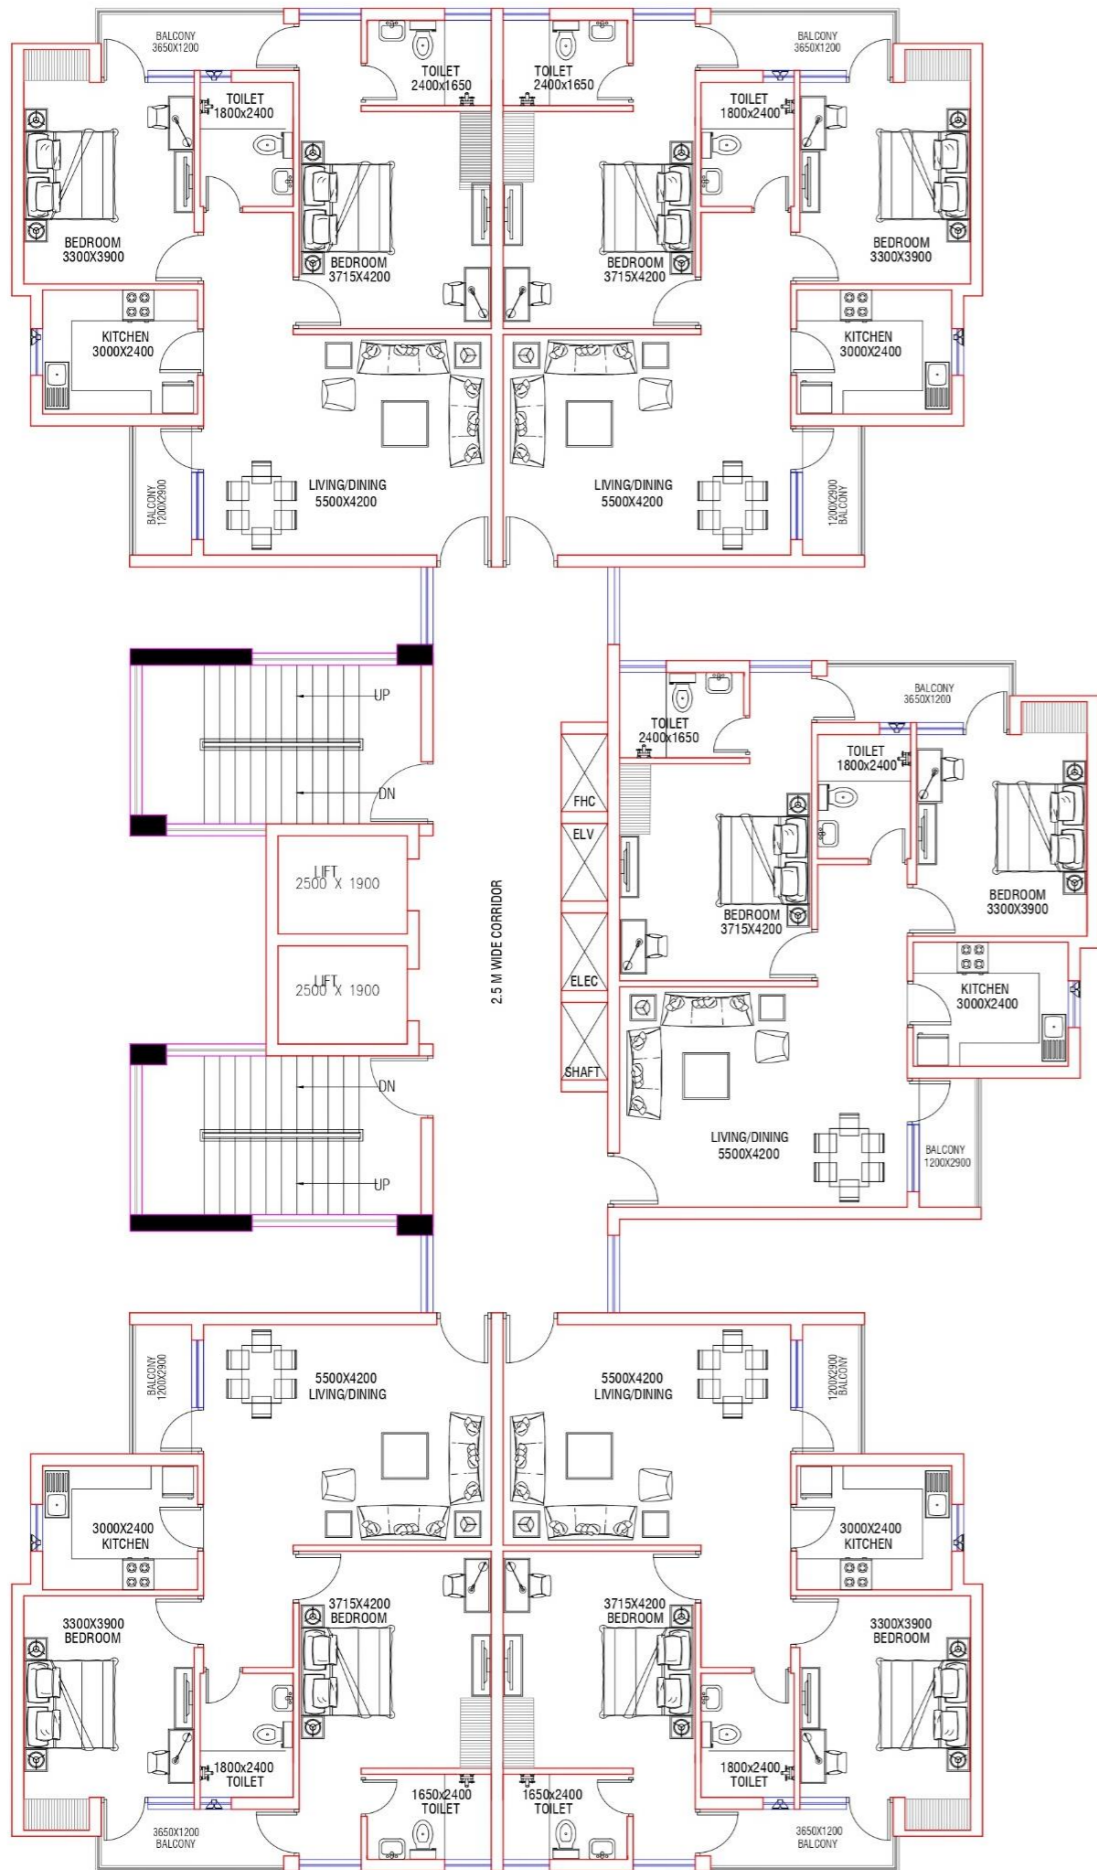 BALCONY
3650X1200
TOILET
2400x1650
TOILET
2400x1650
BALCONY
3650X1200
TOILET
1800x2400
TOILET
1800x2400
BEDROOM
3300X3900
BEDROOM
3715X4200
BEDROOM
3715X4200
BEDROOM
3300X3900
KITCHEN
3000X2400
KITCHEN
3000X2400
BALCONY
1200X2900
LIVING/DINING
5500X4200
LIVING/DINING
5500X4200
1200X2900
BALCONY
UP
DN
LIFT
2500 X 1900
LIFT
2500 X 1900
DN
UP
2.5 M WIDE CORRIDOR
FHC
ELV
ELEC
SHAFT
BALCONY
3650X1200
TOILET
2400x1650
TOILET
1800x2400
BEDROOM
3715X4200
BEDROOM
3300X3900
KITCHEN
3000X2400
LIVING/DINING
5500X4200
BALCONY
1200X2900
BALCONY
1200X2900
5500X4200
LIVING/DINING
5500X4200
LIVING/DINING
1200X2900
BALCONY
3000X2400
KITCHEN
3000X2400
KITCHEN
3300X3900
BEDROOM
3715X4200
BEDROOM
3715X4200
BEDROOM
3300X3900
BEDROOM
1800x2400
TOILET
1800x2400
TOILET
1650x2400
TOILET
1650x2400
TOILET
3650X1200
BALCONY
3650X1200
BALCONY